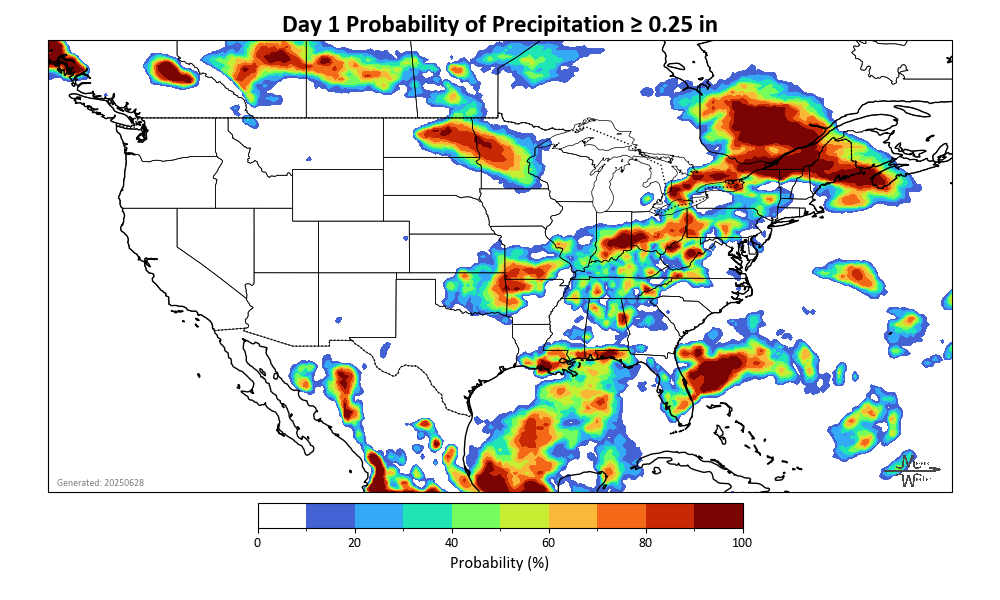 Day 1 Probability of Precipitation ≥ 0.25 in
Generated: 20250628
0 20 40 60 80 100
Probability (%)